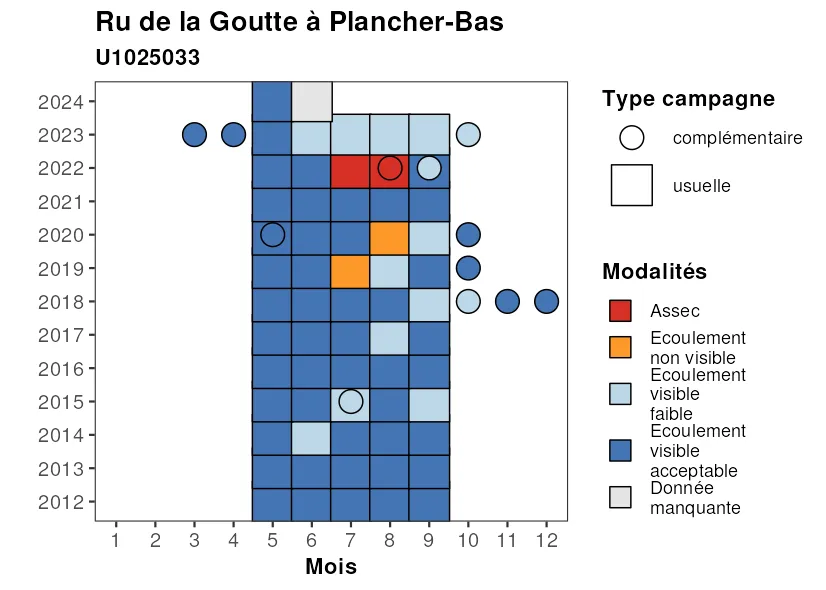 Ru de la Goutte à Plancher-Bas
U1025033
2024
2023
2022
2021
2020
2019
2018
2017
2016
2015
2014
2013
2012
1 2 3 4 5 6 7 8 9 10 11 12
Mois
Type campagne
complémentaire
usuelle
Modalités
Assec
Ecoulement
non visible
Ecoulement
visible
faible
Ecoulement
visible
acceptable
Donnée
manquante